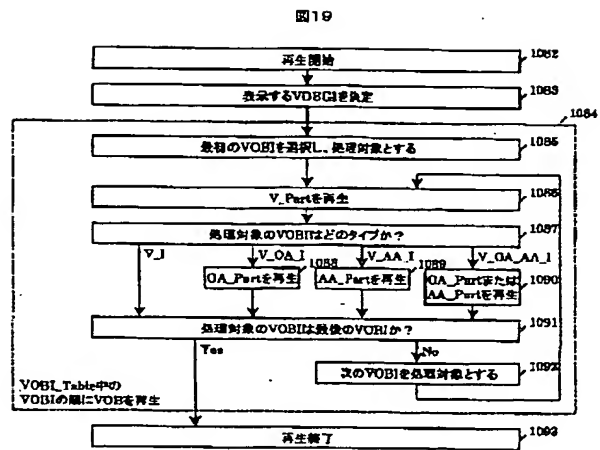 図19
再生開始
1082
表示するVOBGIを決定
1083
1084
最初のVOBIを選択し、処理対象とする
1085
V_Partを再生
1086
処理対象のVOBIはどのタイプか?
1087
V_I
V_OA_I
V_AA_I
V_OA_AA_I
1088
1089
1090
OA_Partを再生
AA_Partを再生
OA_Partまたは
AA_Partを再生
処理対象のVOBIは最後のVOBIか?
1091
Yes
No
1092
次のVOBIを処理対象とする
VOBI_Table中の
VOBIの順にVOBを再生
再生終了
1093